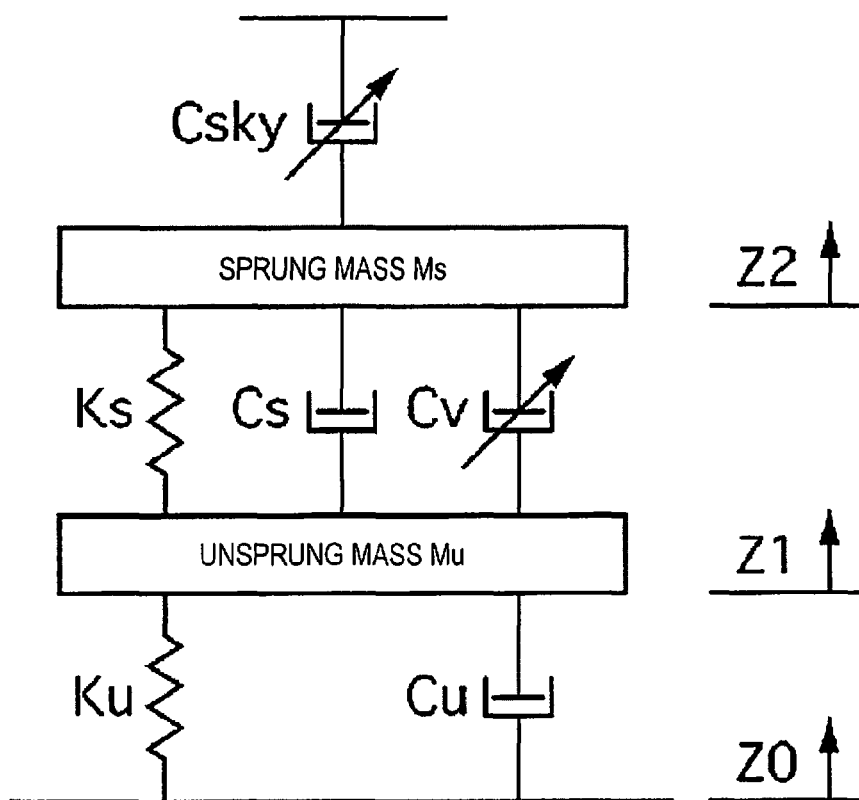 Csky
SPRUNG MASS Ms
Z2
Ks
Cs
Cv
UNSPRUNG MASS Mu
Z1
Ku
Cu
Z0